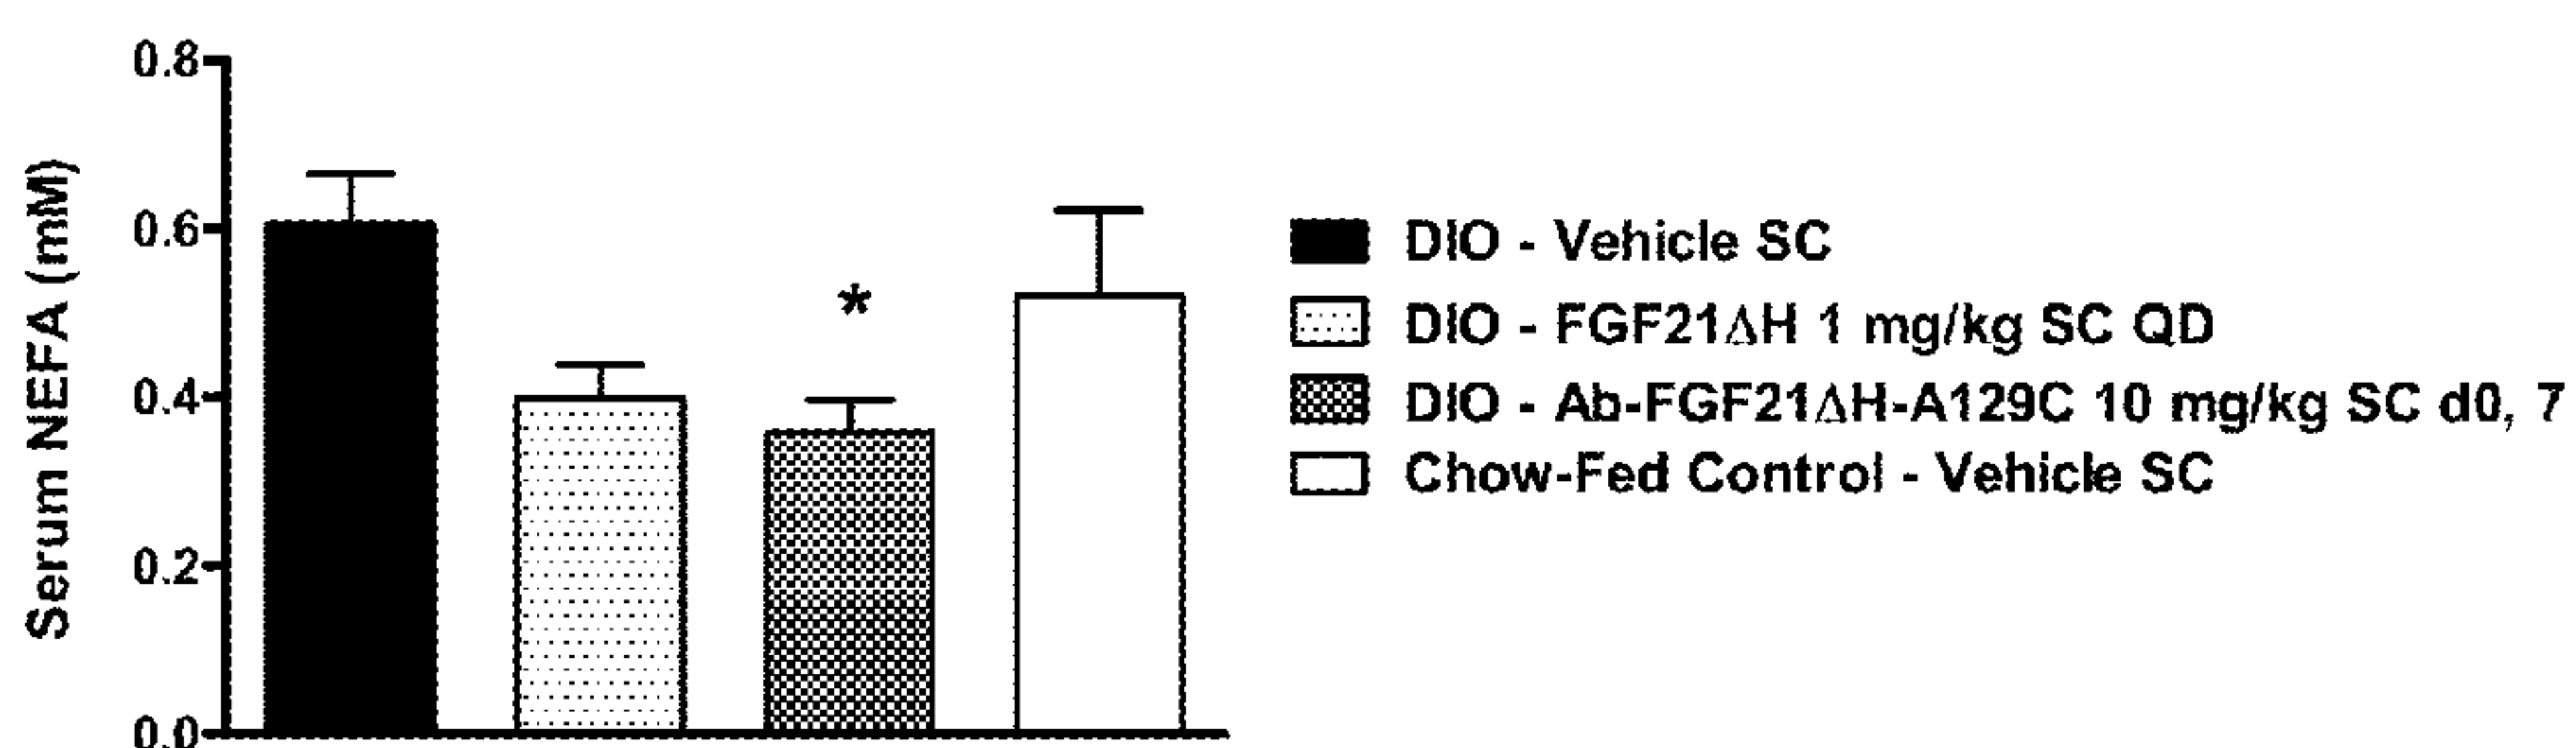 Serum NEFA (mM)
0.8
0.6
0.4
0.2
0.0
*
DIO - Vehicle SC
DIO - FGF21ΔH 1 mg/kg SC QD
DIO - Ab-FGF21ΔH-A129C 10 mg/kg SC d0, 7
Chow-Fed Control - Vehicle SC